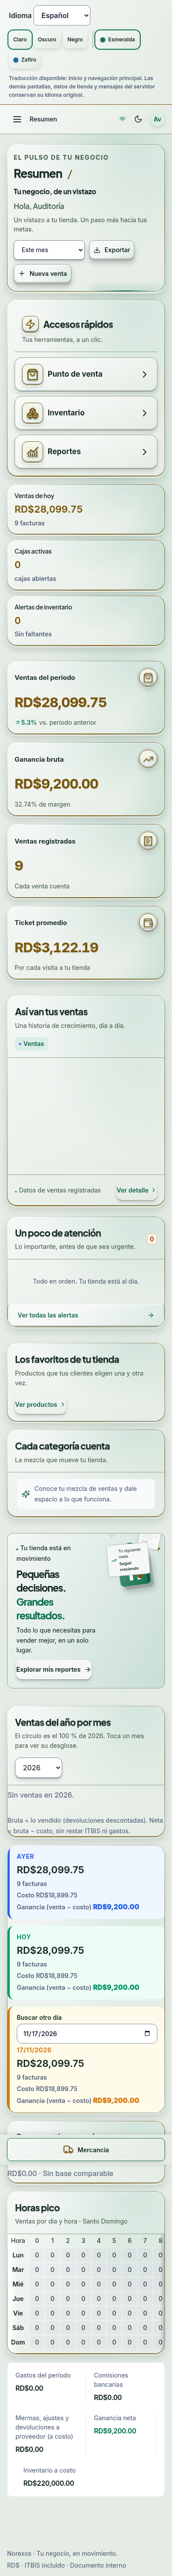 Idioma Español
Claro Oscuro Negro Esmeralda
Zafiro
Traducción disponible: Inicio y navegación principal. Las demás pantallas, datos de tienda y mensajes del servidor conservan su idioma original.
Resumen Av
EL PULSO DE TU NEGOCIO
Resumen /
Tu negocio, de un vistazo
Hola, Auditoría
Un vistazo a tu tienda. Un paso más hacia tus metas.
Este mes Exportar
+ Nueva venta
Accesos rápidos
Tus herramientas, a un clic.
Punto de venta
Inventario
Reportes
Ventas de hoy
RD$28,099.75
9 facturas
Cajas activas
0
cajas abiertas
Alertas de inventario
0
Sin faltantes
Ventas del período
RD$28,099.75
5.3% vs. período anterior
Ganancia bruta
RD$9,200.00
32.74% de margen
Ventas registradas
9
Cada venta cuenta
Ticket promedio
RD$3,122.19
Por cada visita a tu tienda
Así van tus ventas
Una historia de crecimiento, día a día.
• Ventas
Datos de ventas registradas Ver detalle
Un poco de atención 0
Lo importante, antes de que sea urgente.
Todo en orden. Tu tienda está al día.
Ver todas las alertas
Los favoritos de tu tienda
Productos que tus clientes eligen una y otra vez.
Ver productos
Cada categoría cuenta
La mezcla que mueve tu tienda.
Conoce tu mezcla de ventas y dale espacio a lo que funciona.
Tu tienda está en movimiento
Tu siguiente meta
Seguir creciendo
Pequeñas decisiones.
Grandes resultados.
Todo lo que necesitas para vender mejor, en un solo lugar.
Explorar mis reportes
Ventas del año por mes
El círculo es el 100 % de 2026. Toca un mes para ver su desglose.
2026
Sin ventas en 2026.
Bruta = lo vendido (devoluciones descontadas). Neta = bruta − costo, sin restar ITBIS ni gastos.
AYER
RD$28,099.75
9 facturas
Costo RD$18,899.75
Ganancia (venta − costo) RD$9,200.00
HOY
RD$28,099.75
9 facturas
Costo RD$18,899.75
Ganancia (venta − costo) RD$9,200.00
Buscar otro día
11/17/2026
17/11/2026
RD$28,099.75
9 facturas
Costo RD$18,899.75
Ganancia (venta − costo) RD$9,200.00
Mercancía
RD$0.00 · Sin base comparable
Horas pico
Ventas por día y hora · Santo Domingo
Hora 0 1 2 3 4 5 6 7 8
Lun 0 0 0 0 0 0 0 0 0
Mar 0 0 0 0 0 0 0 0 0
Mié 0 0 0 0 0 0 0 0 0
Jue 0 0 0 0 0 0 0 0 0
Vie 0 0 0 0 0 0 0 0 0
Sáb 0 0 0 0 0 0 0 0 0
Dom 0 0 0 0 0 0 0 0 0
Gastos del período
RD$0.00
Comisiones bancarias
RD$0.00
Mermas, ajustes y devoluciones a proveedor (a costo)
RD$0.00
Ganancia neta
RD$9,200.00
Inventario a costo
RD$220,000.00
Norexos · Tu negocio, en movimiento.
RD$ · ITBIS incluido · Documento interno